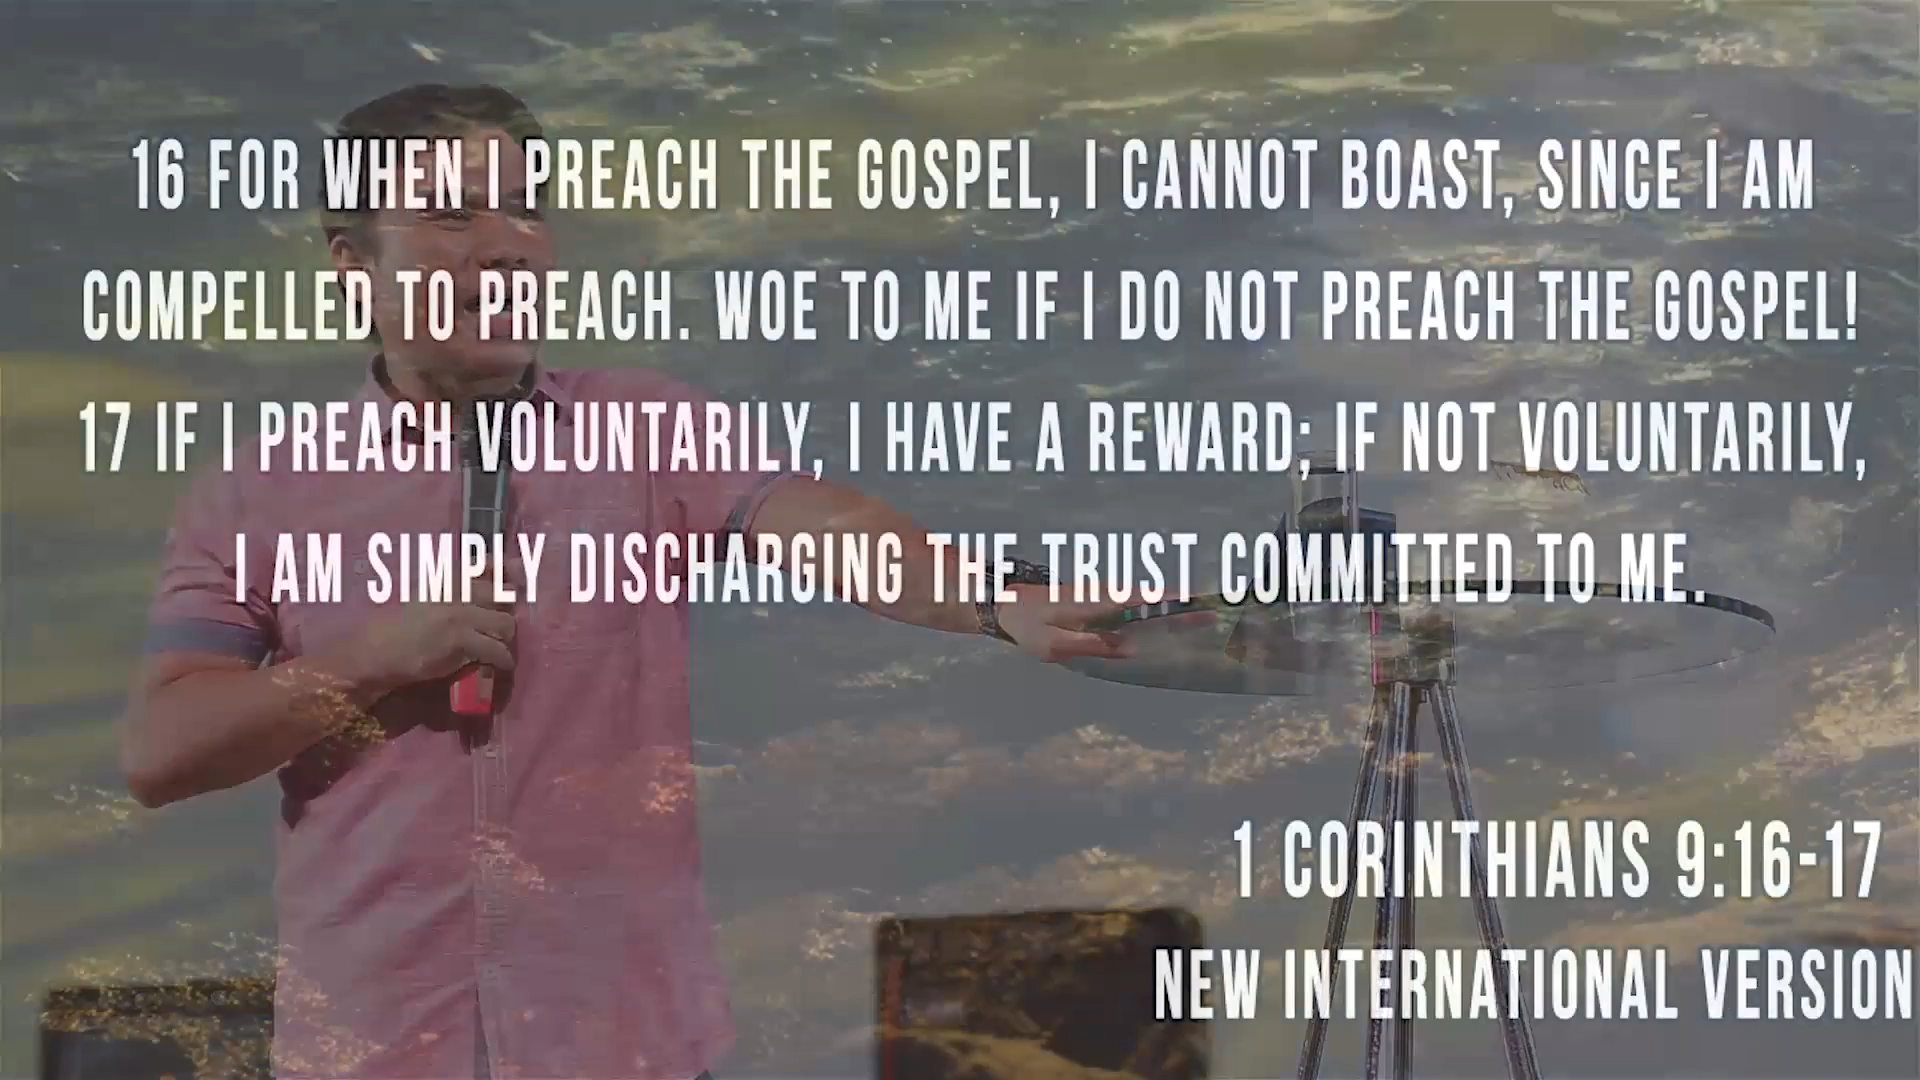 16 FOR WHEN I PREACH THE GOSPEL, I CANNOT BOAST, SINCE I AM
COMPELLED TO PREACH. WOE TO ME IF I DO NOT PREACH THE GOSPEL!
17 IF I PREACH VOLUNTARILY, I HAVE A REWARD; IF NOT VOLUNTARILY,
I AM SIMPLY DISCHARGING THE TRUST COMMITTED TO ME.
1 CORINTHIANS 9:16-17
NEW INTERNATIONAL VERSION